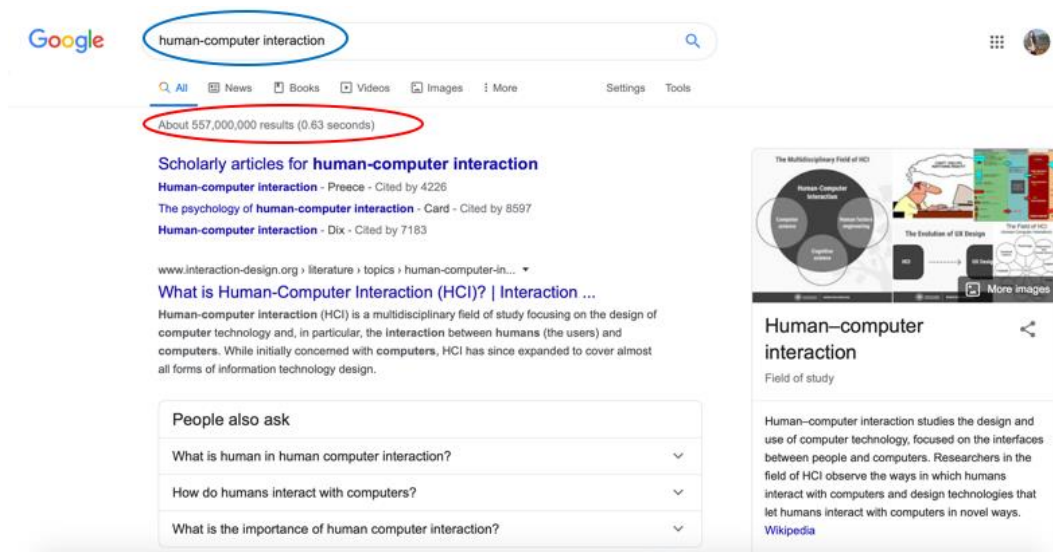 Google
human-computer interaction
All News Books Videos Images More Settings Tools
About 557,000,000 results (0.63 seconds)
Scholarly articles for human-computer interaction
Human-computer interaction - Preece - Cited by 4226
The psychology of human-computer interaction - Card - Cited by 8597
Human-computer interaction - Dix - Cited by 7183
www.interaction-design.org › literature › topics › human-computer-in...
What is Human-Computer Interaction (HCI)? | Interaction ...
Human-computer interaction (HCI) is a multidisciplinary field of study focusing on the design of
computer technology and, in particular, the interaction between humans (the users) and
computers. While initially concerned with computers, HCI has since expanded to cover almost
all forms of information technology design.
People also ask
What is human in human computer interaction?
How do humans interact with computers?
What is the importance of human computer interaction?
The Multidisciplinary Field of HCI
Human-Computer
Interaction
Computer
science
Human factors
engineering
Cognitive
science
The Evolution of UX Design
HCI
UX Design
The Field of HCI
More images
Human–computer
interaction
Field of study
Human–computer interaction studies the design and
use of computer technology, focused on the interfaces
between people and computers. Researchers in the
field of HCI observe the ways in which humans
interact with computers and design technologies that
let humans interact with computers in novel ways.
Wikipedia